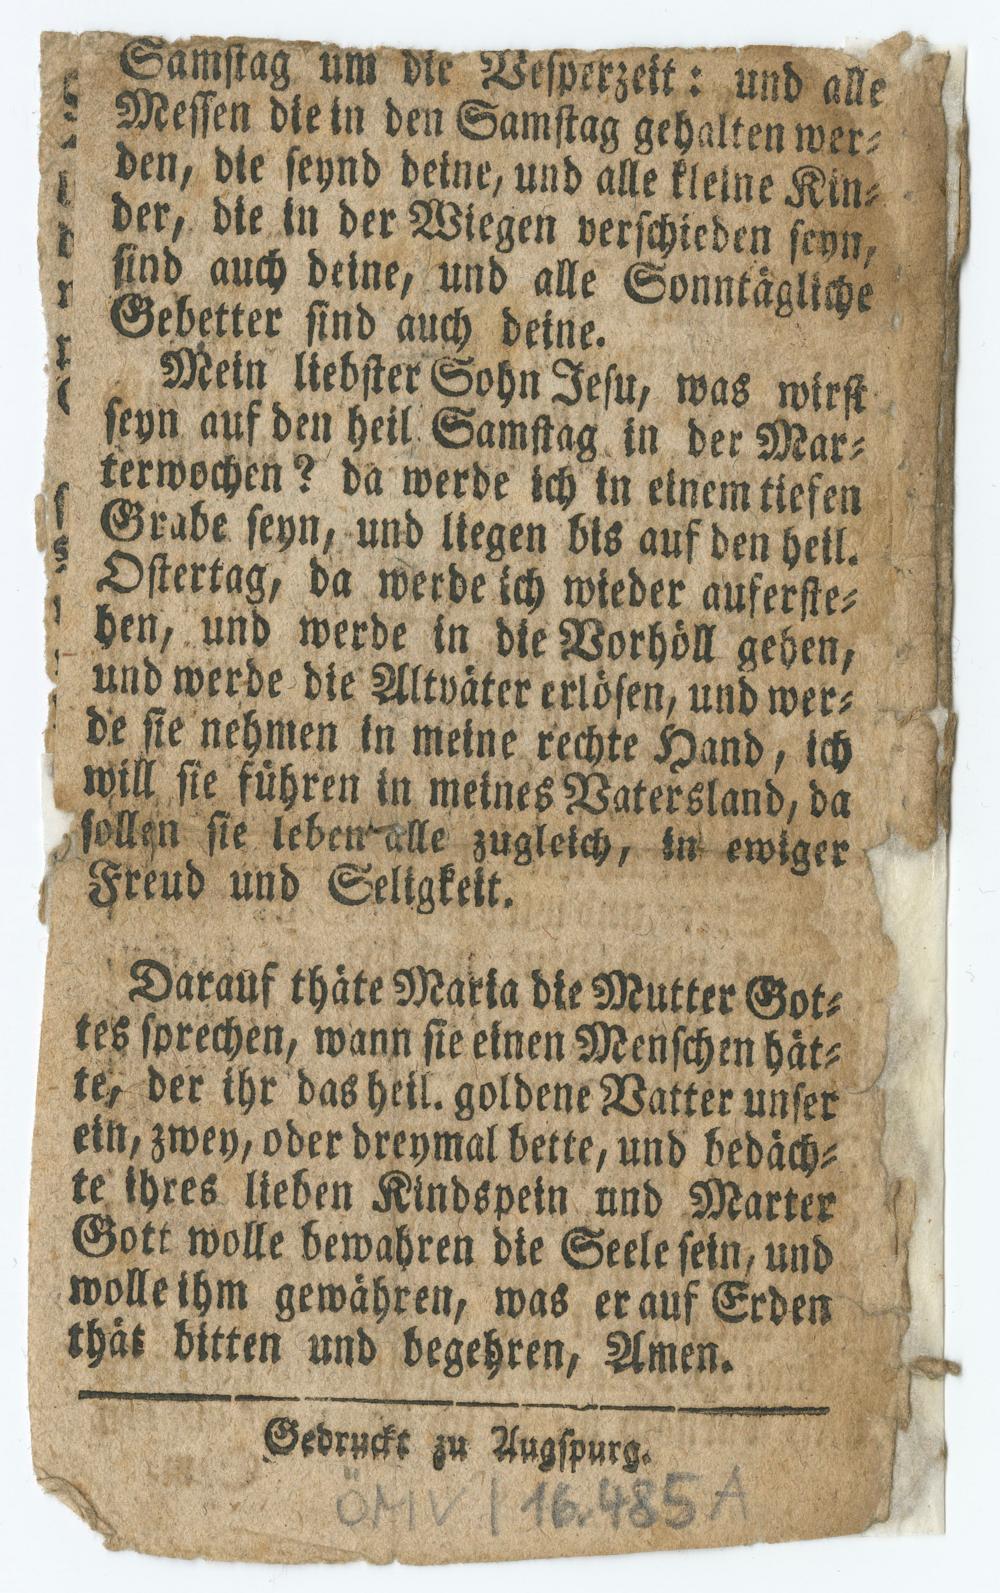 Samstag um die Vesperzeit: und alle
Messen die in den Samstag gehalten wer⸗
den, die seynd deine, und alle kleine Kin⸗
der, die in der Wiegen verschieden seyn,
sind auch deine, und alle Sonntägliche
Gebetter sind auch deine.
Mein liebster Sohn Jesu, was wirst
seyn auf den heil. Samstag in der Mar⸗
terwochen? da werde ich in einem tiefen
Grabe seyn, und liegen bis auf den heil.
Ostertag, da werde ich wieder auferste⸗
hen, und werde in die Vorhöll gehen,
und werde die Altväter erlösen, und wer⸗
de sie nehmen in meine rechte Hand, ich
will sie führen in meines Vatersland, da
sollen sie leben alle zugleich, in ewiger
Freud und Seligkeit.
Darauf thäte Maria die Mutter Got⸗
tes sprechen, wann sie einen Menschen hät⸗
te, der ihr das heil. goldene Vatter unser
ein, zwey, oder dreymal bette, und bedäch⸗
te ihres lieben Kindspein und Marter
Gott wolle bewahren die Seele sein, und
wolle ihm gewähren, was er auf Erden
thät bitten und begehren, Amen.
Gedruckt zu Augspurg.
ÖMV | 16.485 A